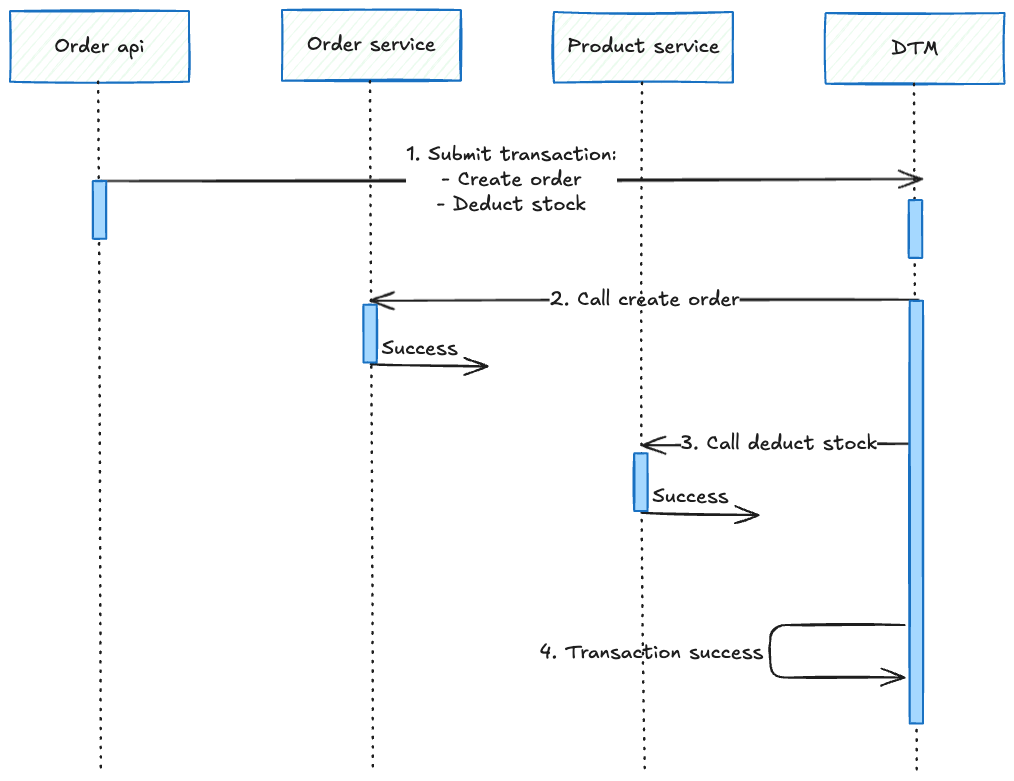 Order api
Order service
Product service
DTM
1. Submit transaction:
- Create order
- Deduct stock
2. Call create order
Success
3. Call deduct stock
Success
4. Transaction success